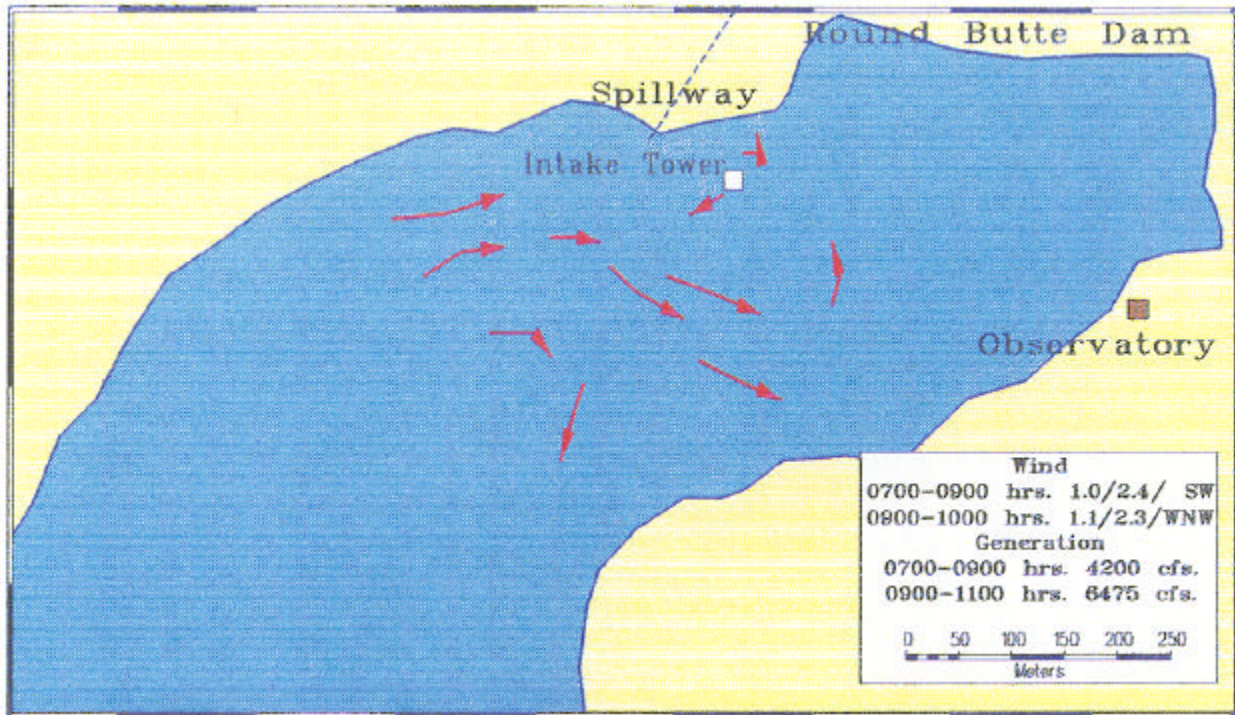 Round Butte Dam
Spillway
Intake Tower
Observatory
Wind
0700-0900 hrs. 1.0/2.4/ SW
0900-1000 hrs. 1.1/2.3/WNW
Generation
0700-0900 hrs. 4200 cfs.
0900-1100 hrs. 6475 cfs.
0 50 100 150 200 250
Meters